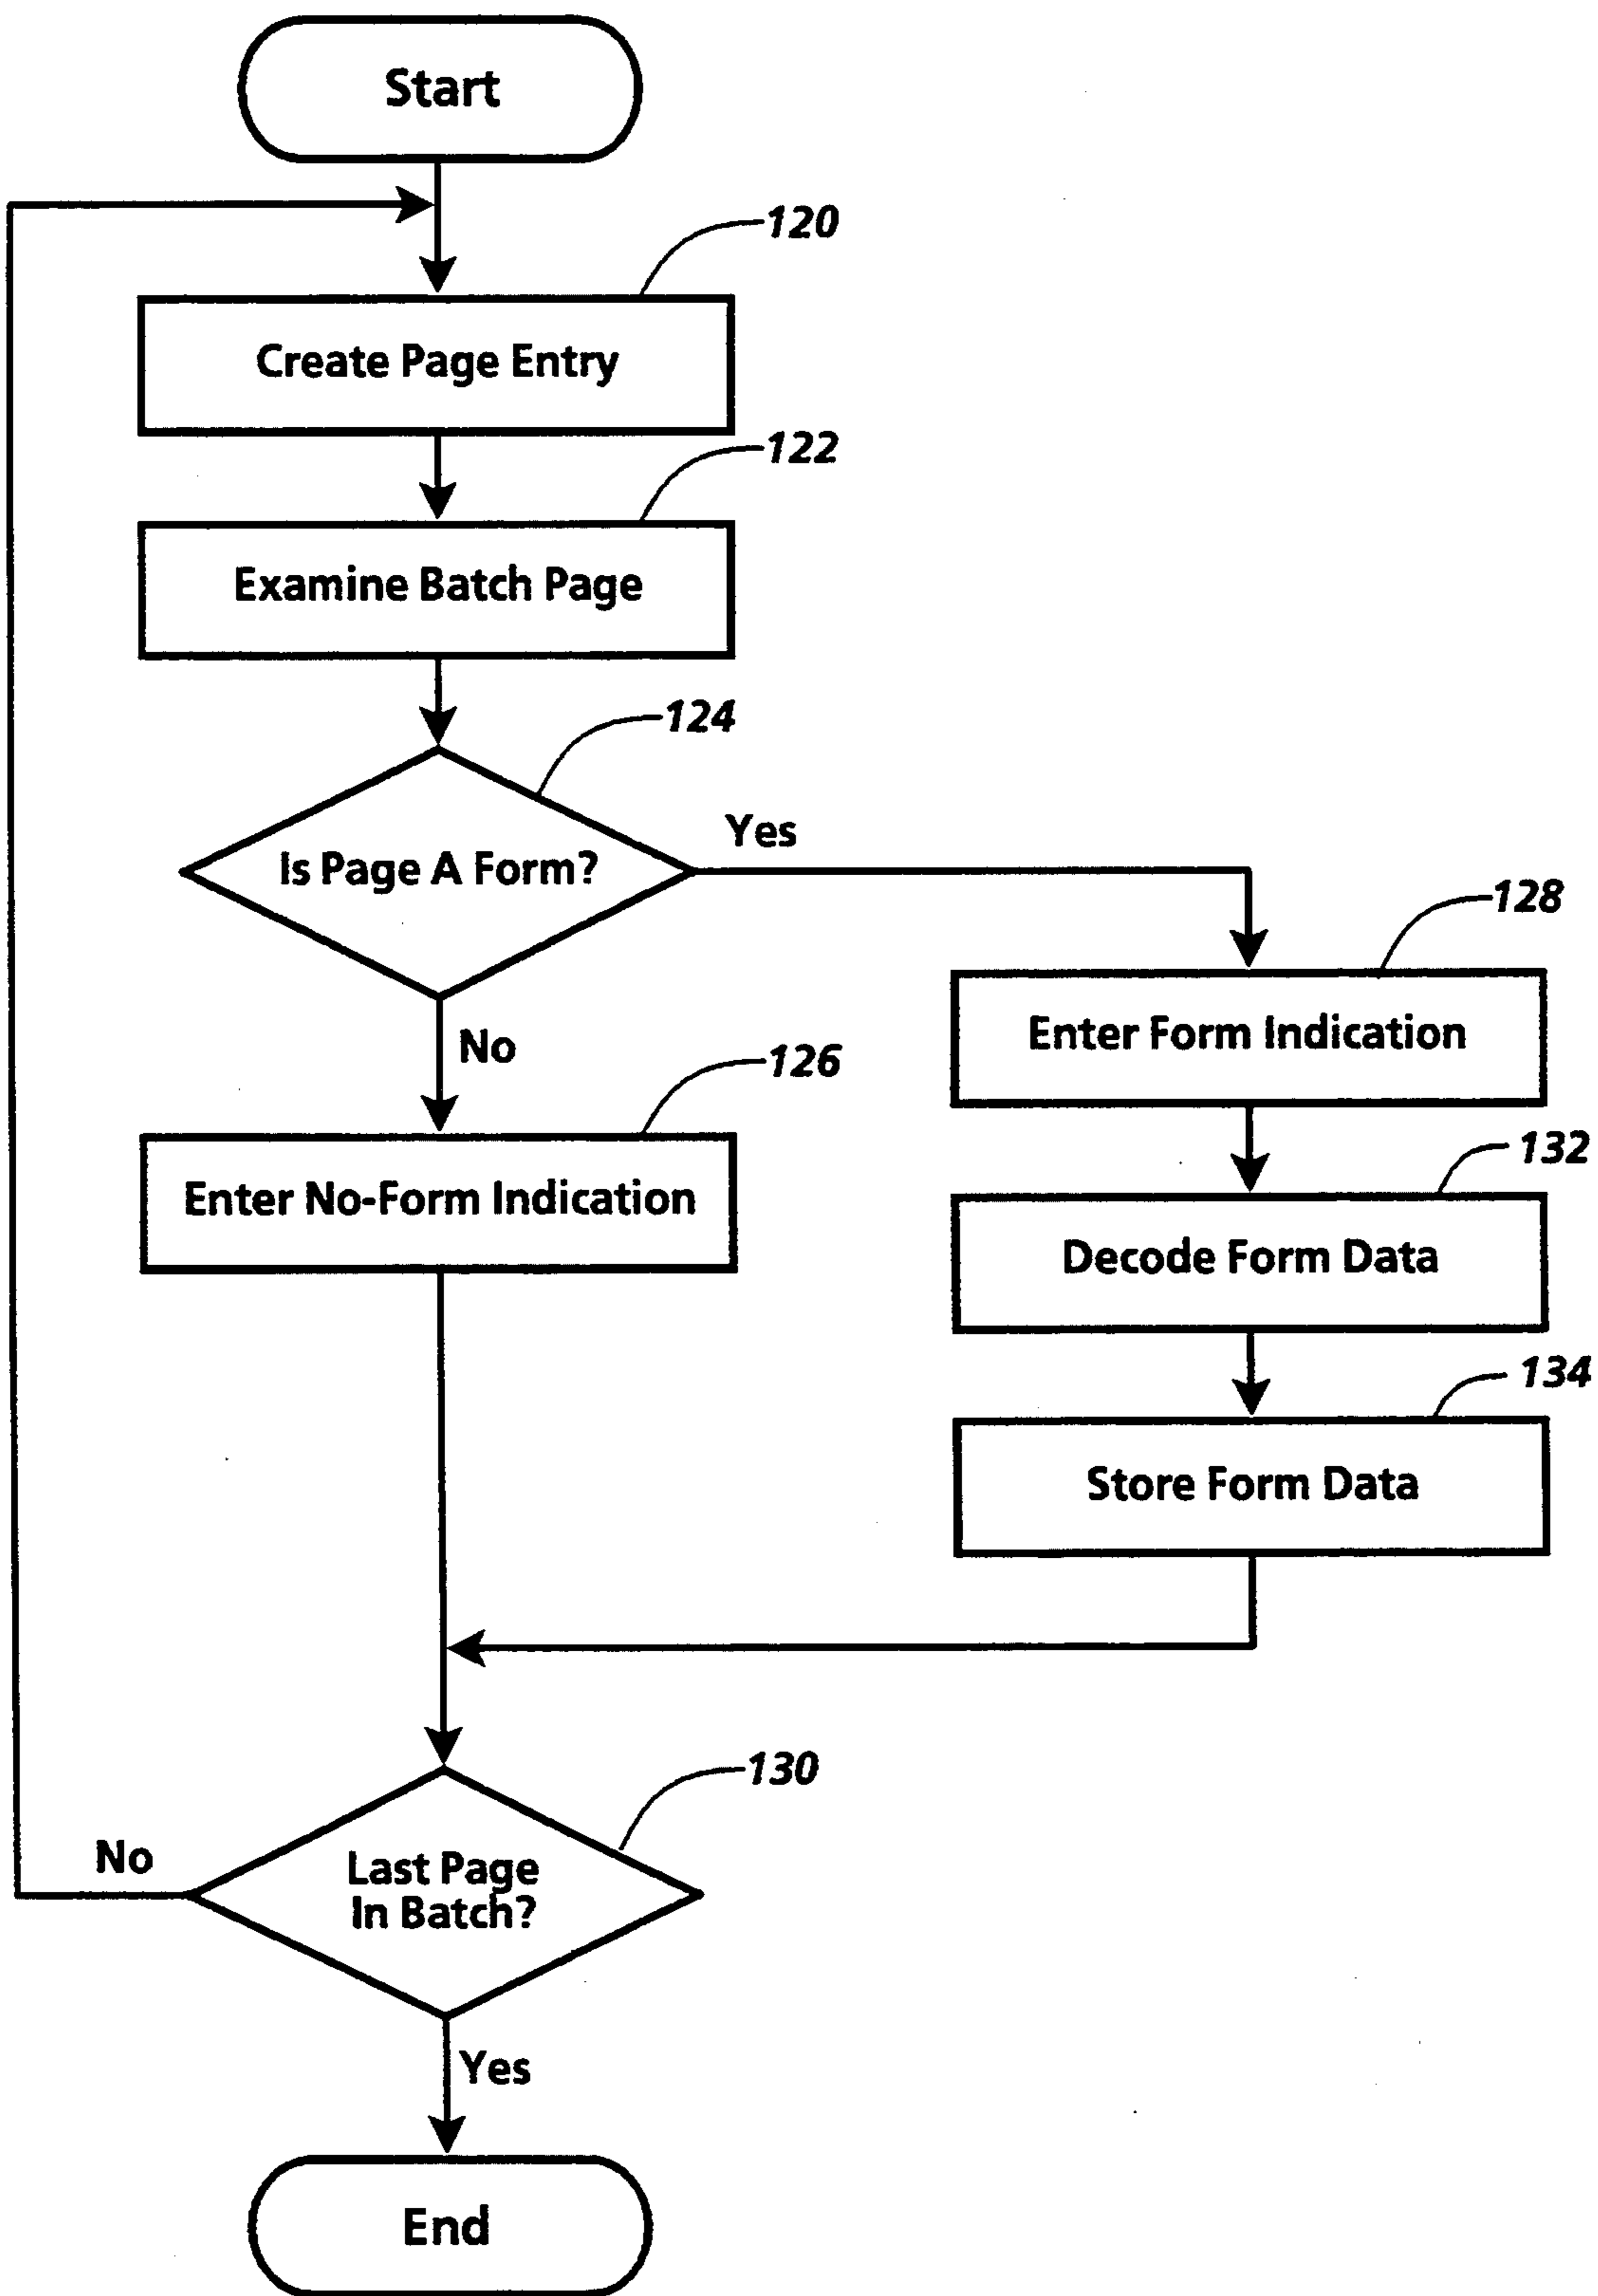 Start
120
Create Page Entry
122
Examine Batch Page
124
Is Page A Form?
Yes
128
Enter Form Indication
No
126
Enter No-Form Indication
132
Decode Form Data
134
Store Form Data
130
Last Page
In Batch?
No
Yes
End